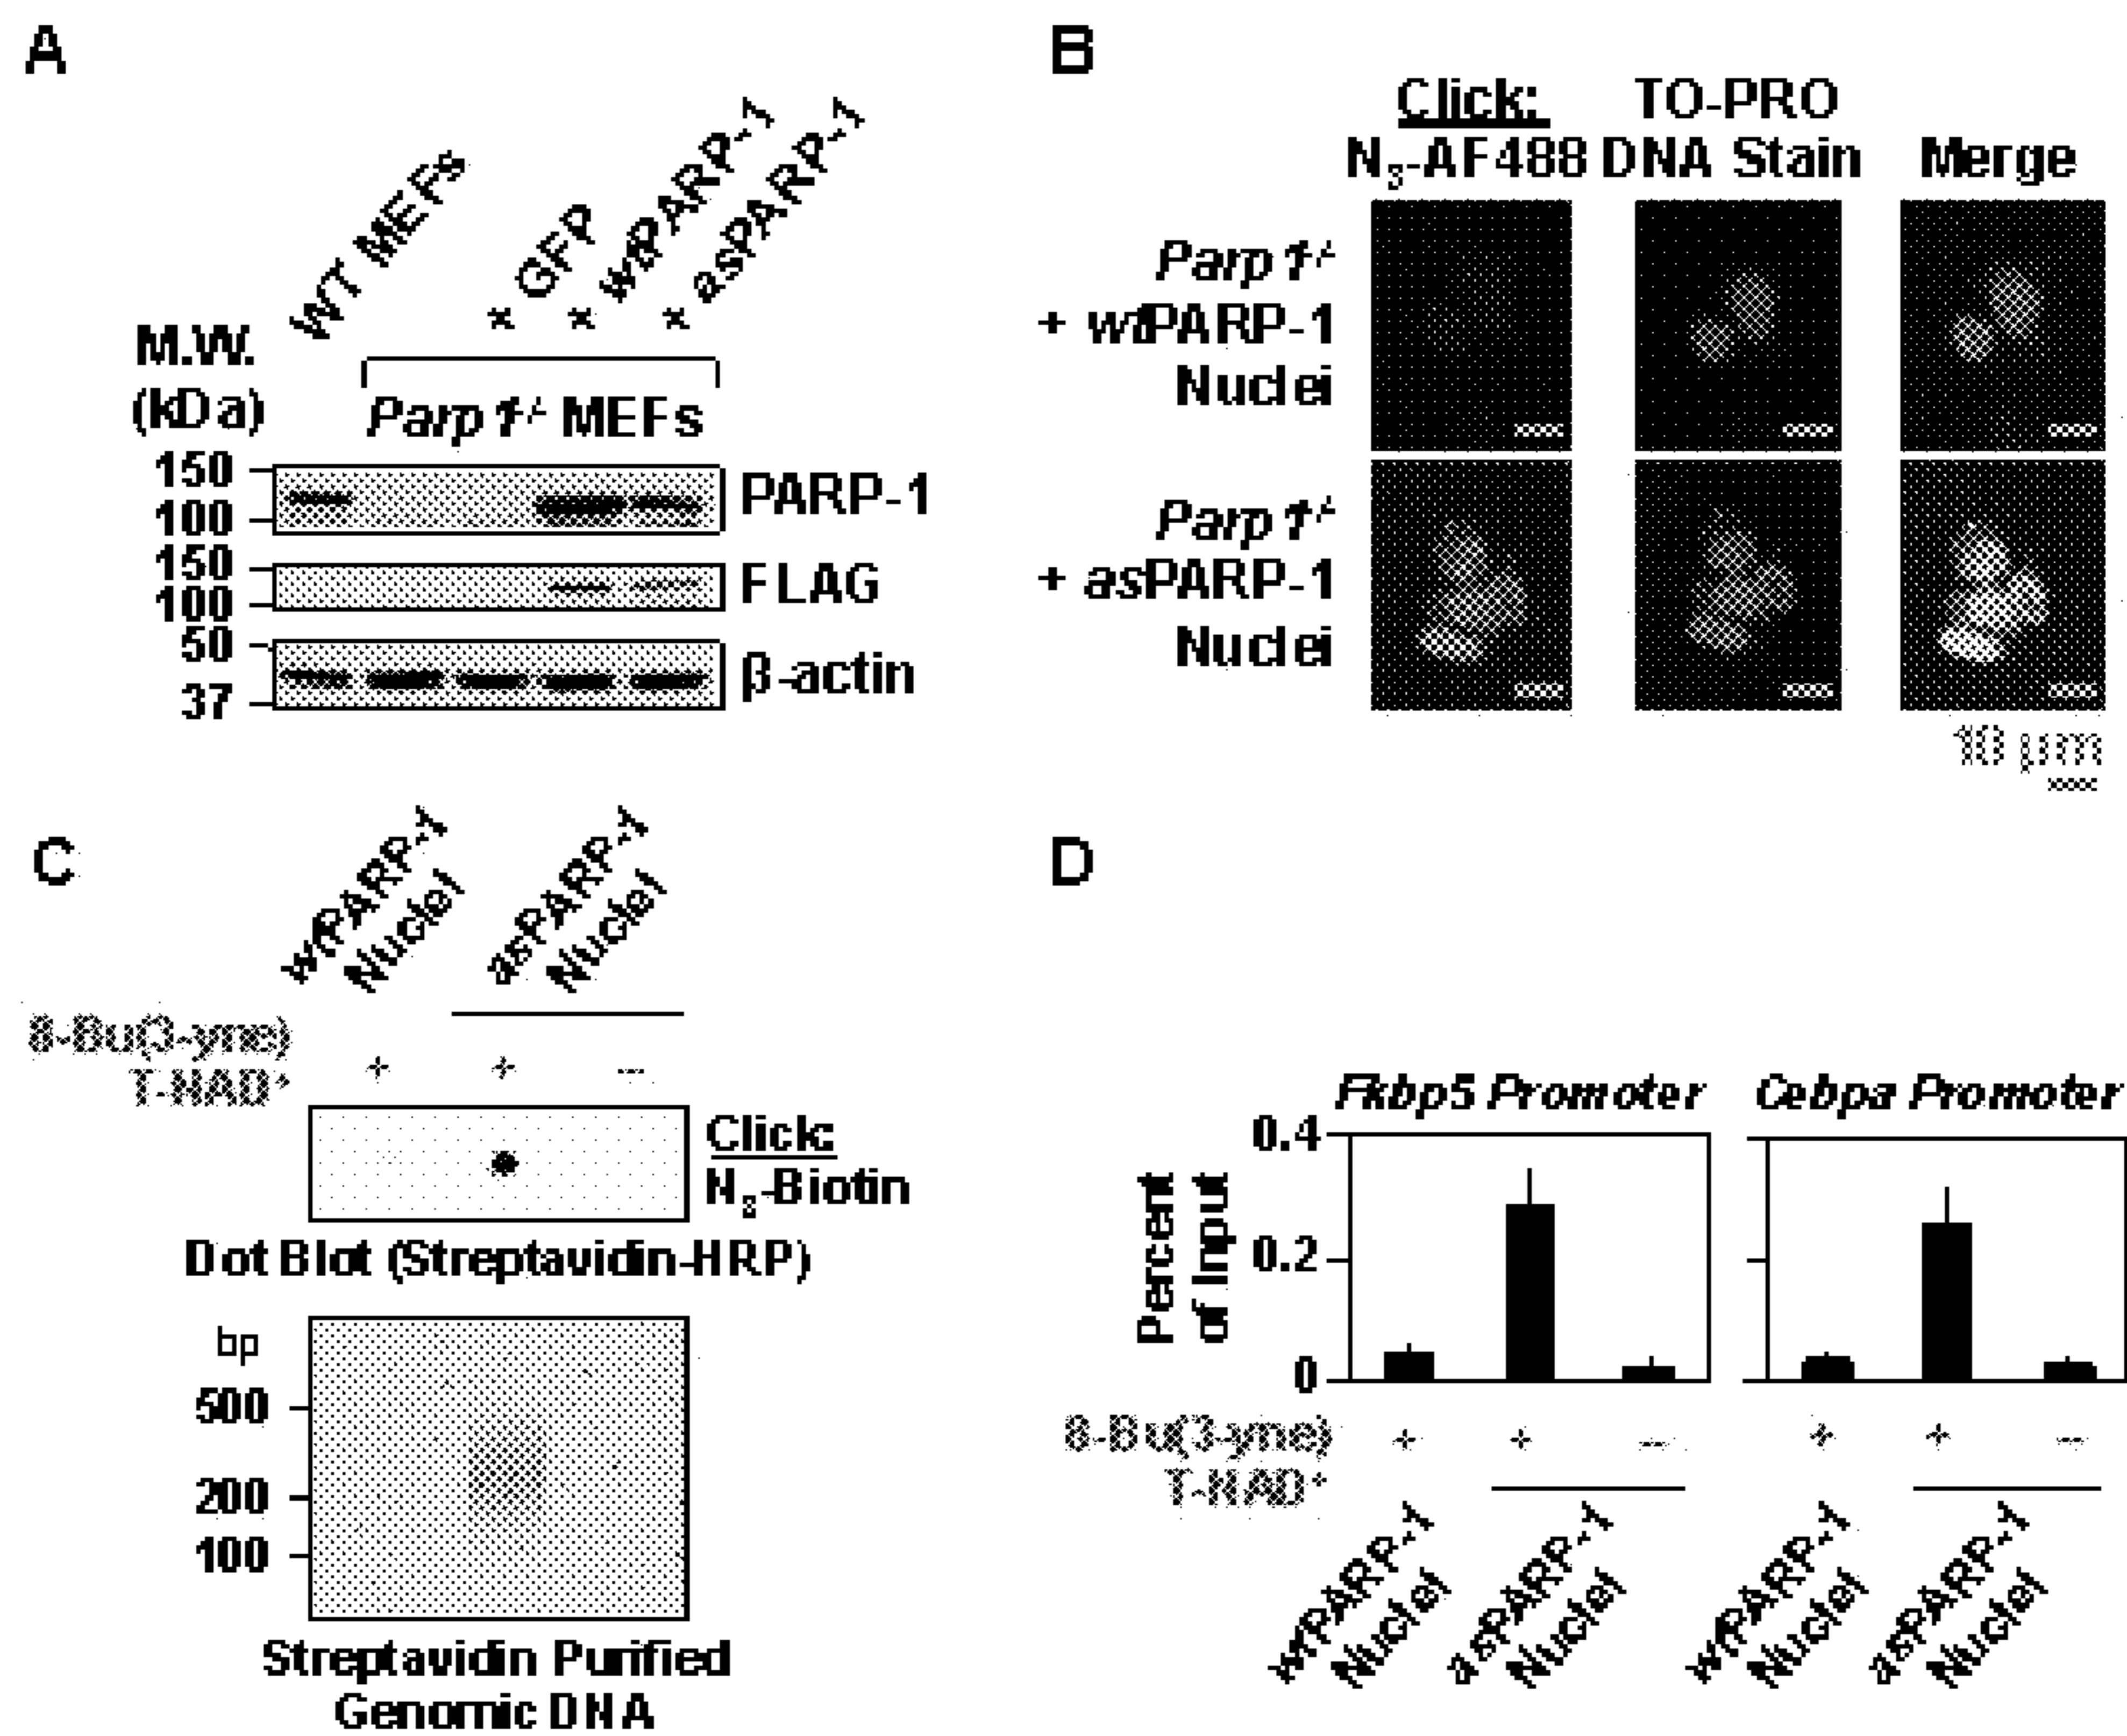 A
WT MEFs
+ GFP
+ wtPARP-1
+ asPARP-1
M.W.
(kDa)
Parp1-/- MEFs
150
100
PARP-1
150
100
FLAG
50
37
β-actin
B
Click:
N3-AF488
TO-PRO
DNA Stain
Merge
Parp1-/-
+ wtPARP-1
Nuclei
Parp1-/-
+ asPARP-1
Nuclei
10 µm
C
wtPARP-1
Nuclei
asPARP-1
Nuclei
8-Bu(3-yne)
T-NAD+
+ + –
Click:
N3-Biotin
Dot Blot (Streptavidin-HRP)
bp
500
200
100
Streptavidin Purified
Genomic DNA
D
Fkbp5 Promoter
Cebpa Promoter
Percent
of Input
0.4
0.2
0
8-Bu(3-yne)
T-NAD+
+ + – + + –
wtPARP-1
Nuclei
asPARP-1
Nuclei
wtPARP-1
Nuclei
asPARP-1
Nuclei